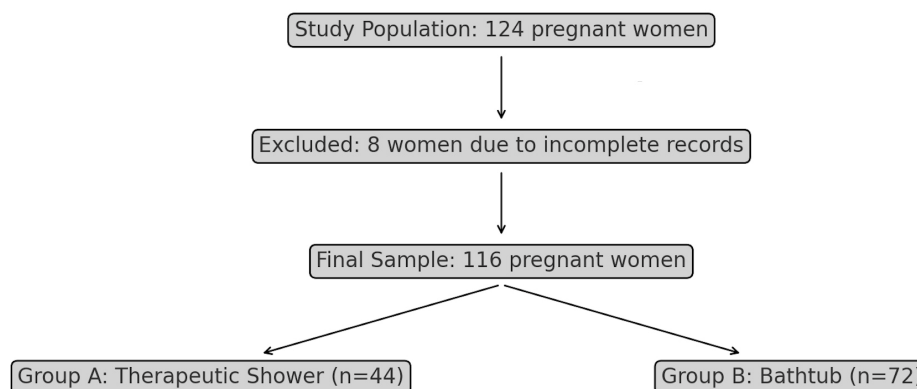 Study Population: 124 pregnant women
Excluded: 8 women due to incomplete records
Final Sample: 116 pregnant women
Group A: Therapeutic Shower (n=44)
Group B: Bathtub (n=72)